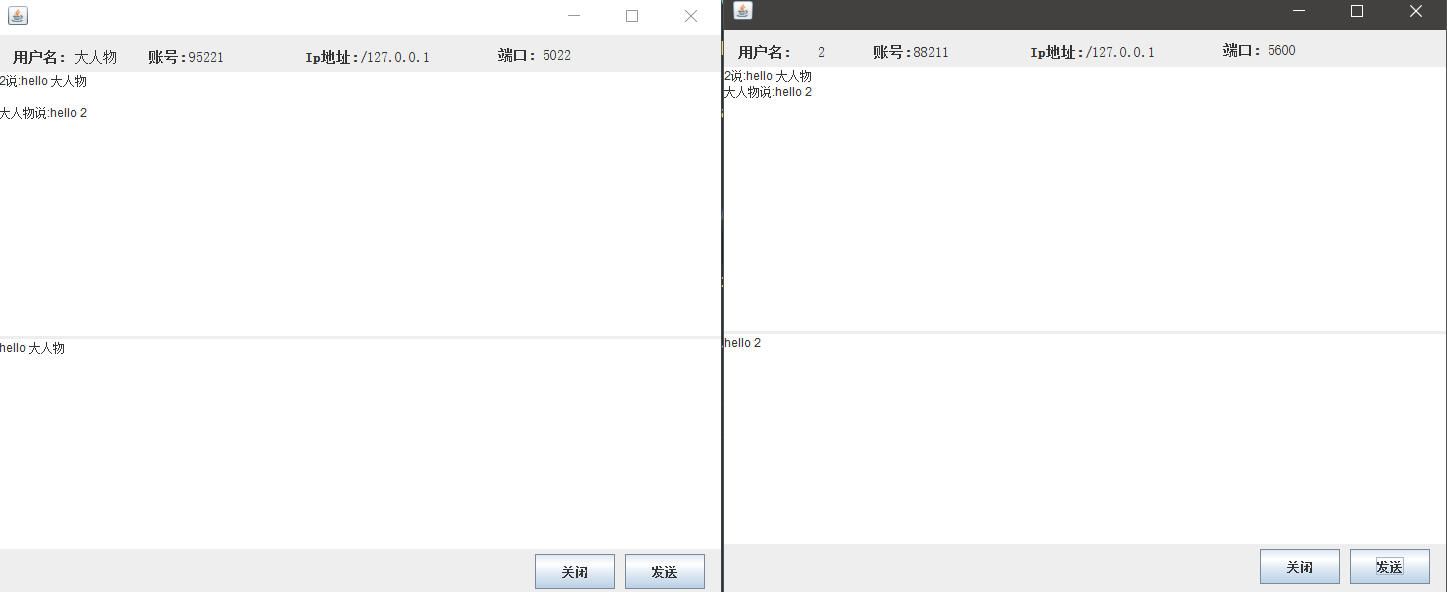 用户名: 大人物 账号:95221 Ip地址:/127.0.0.1 端口: 5022
2说:hello 大人物
大人物说:hello 2
hello 大人物
关闭 发送
用户名: 2 账号:88211 Ip地址:/127.0.0.1 端口: 5600
2说:hello 大人物
大人物说:hello 2
hello 2
关闭 发送